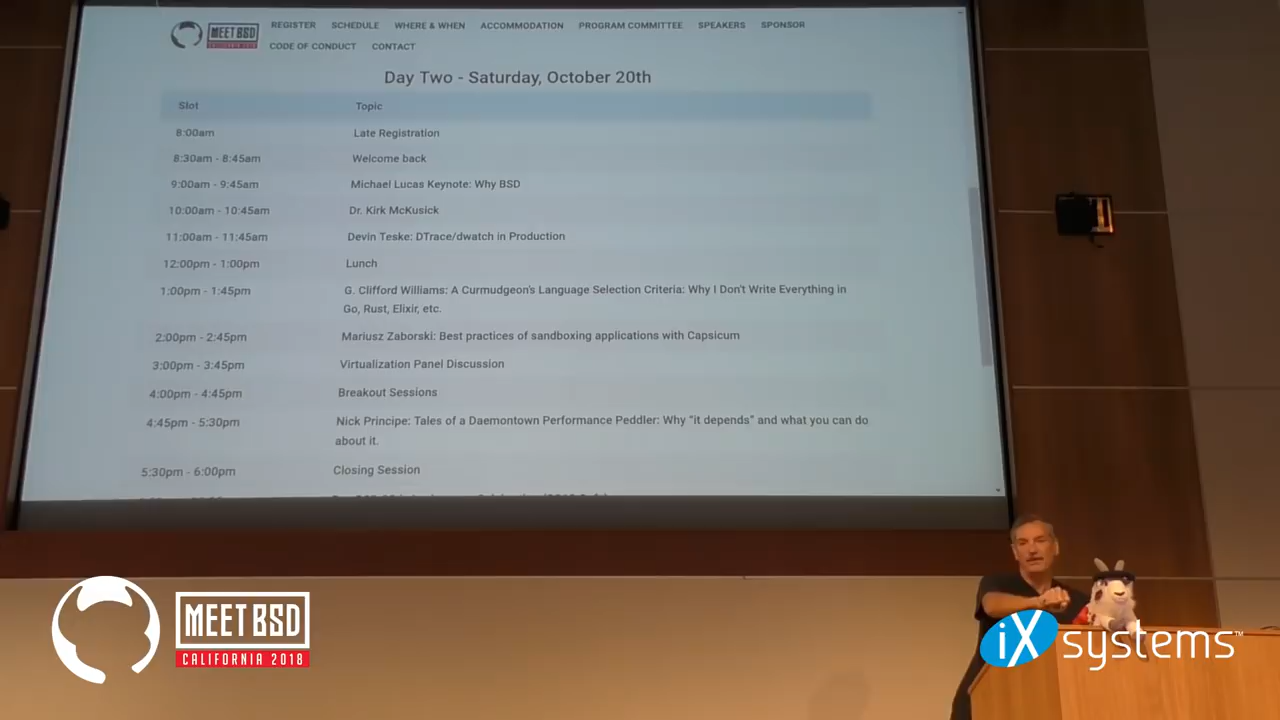 MEET BSD
CALIFORNIA 2018
REGISTER SCHEDULE WHERE & WHEN ACCOMMODATION PROGRAM COMMITTEE SPEAKERS SPONSOR
CODE OF CONDUCT CONTACT
Day Two - Saturday, October 20th
Slot Topic
8:00am Late Registration
8:30am - 8:45am Welcome back
9:00am - 9:45am Michael Lucas Keynote: Why BSD
10:00am - 10:45am Dr. Kirk McKusick
11:00am - 11:45am Devin Teske: DTrace/dwatch in Production
12:00pm - 1:00pm Lunch
1:00pm - 1:45pm G. Clifford Williams: A Curmudgeon's Language Selection Criteria: Why I Don't Write Everything in
Go, Rust, Elixir, etc.
2:00pm - 2:45pm Mariusz Zaborski: Best practices of sandboxing applications with Capsicum
3:00pm - 3:45pm Virtualization Panel Discussion
4:00pm - 4:45pm Breakout Sessions
4:45pm - 5:30pm Nick Principe: Tales of a Daemontown Performance Peddler: Why "it depends" and what you can do
about it.
5:30pm - 6:00pm Closing Session
MEET BSD
CALIFORNIA 2018
iXsystems™